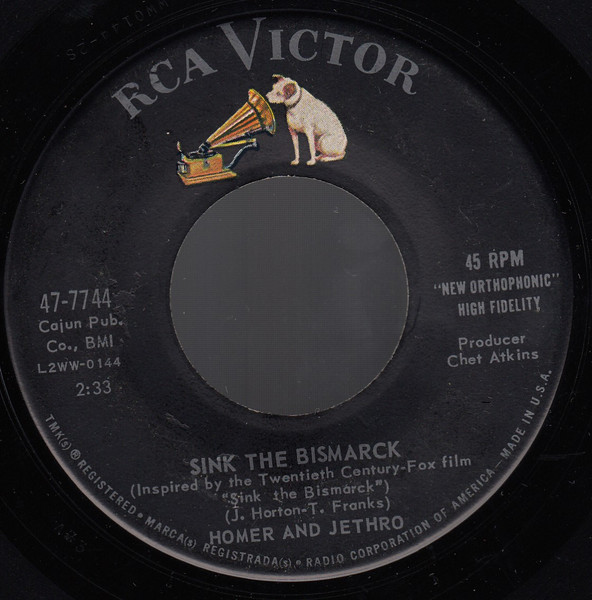 RCA VICTOR
47-7744
Cajun Pub.
Co., BMI
L2WW-0144
2:33
45 RPM
"NEW ORTHOPHONIC"
HIGH FIDELITY
Producer
Chet Atkins
SINK THE BISMARCK
(Inspired by the Twentieth Century-Fox film
"Sink the Bismarck")
(J. Horton-T. Franks)
HOMER AND JETHRO
TMK(s) ® REGISTERED • MARCA(s) REGISTRADA(s) • RADIO CORPORATION OF AMERICA — MADE IN U.S.A.